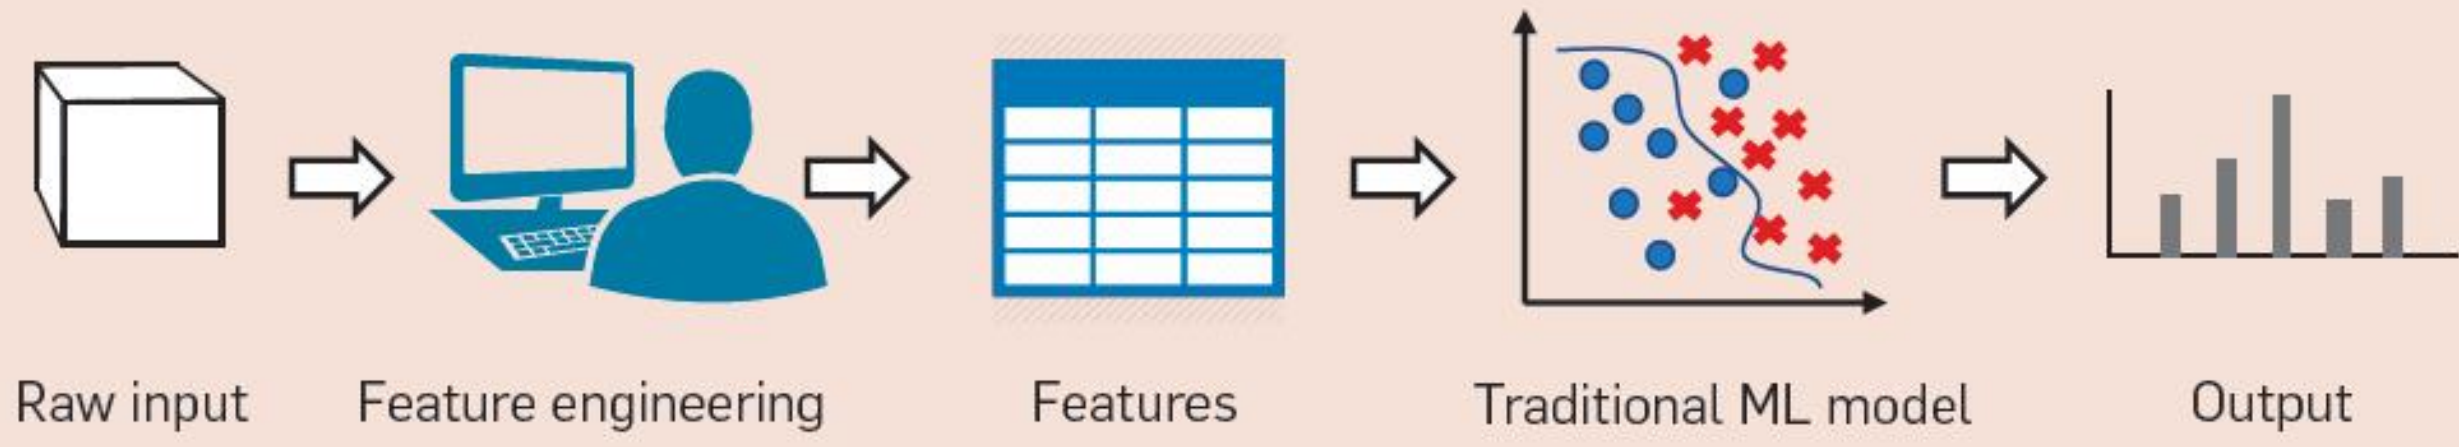 Raw input
Feature engineering
Features
Traditional ML model
Output